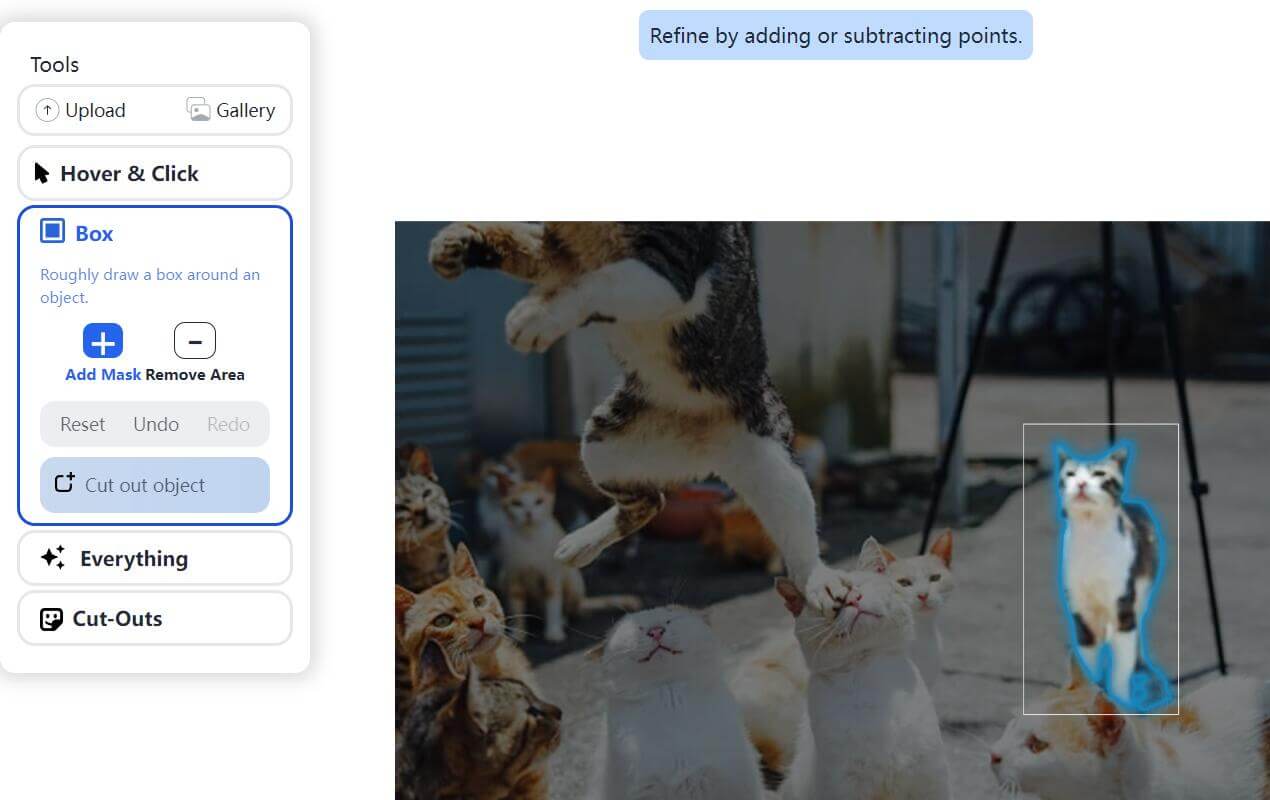 Refine by adding or subtracting points.
Tools
Upload
Gallery
Hover & Click
Box
Roughly draw a box around an
object.
Add Mask
Remove Area
Reset
Undo
Redo
Cut out object
Everything
Cut-Outs